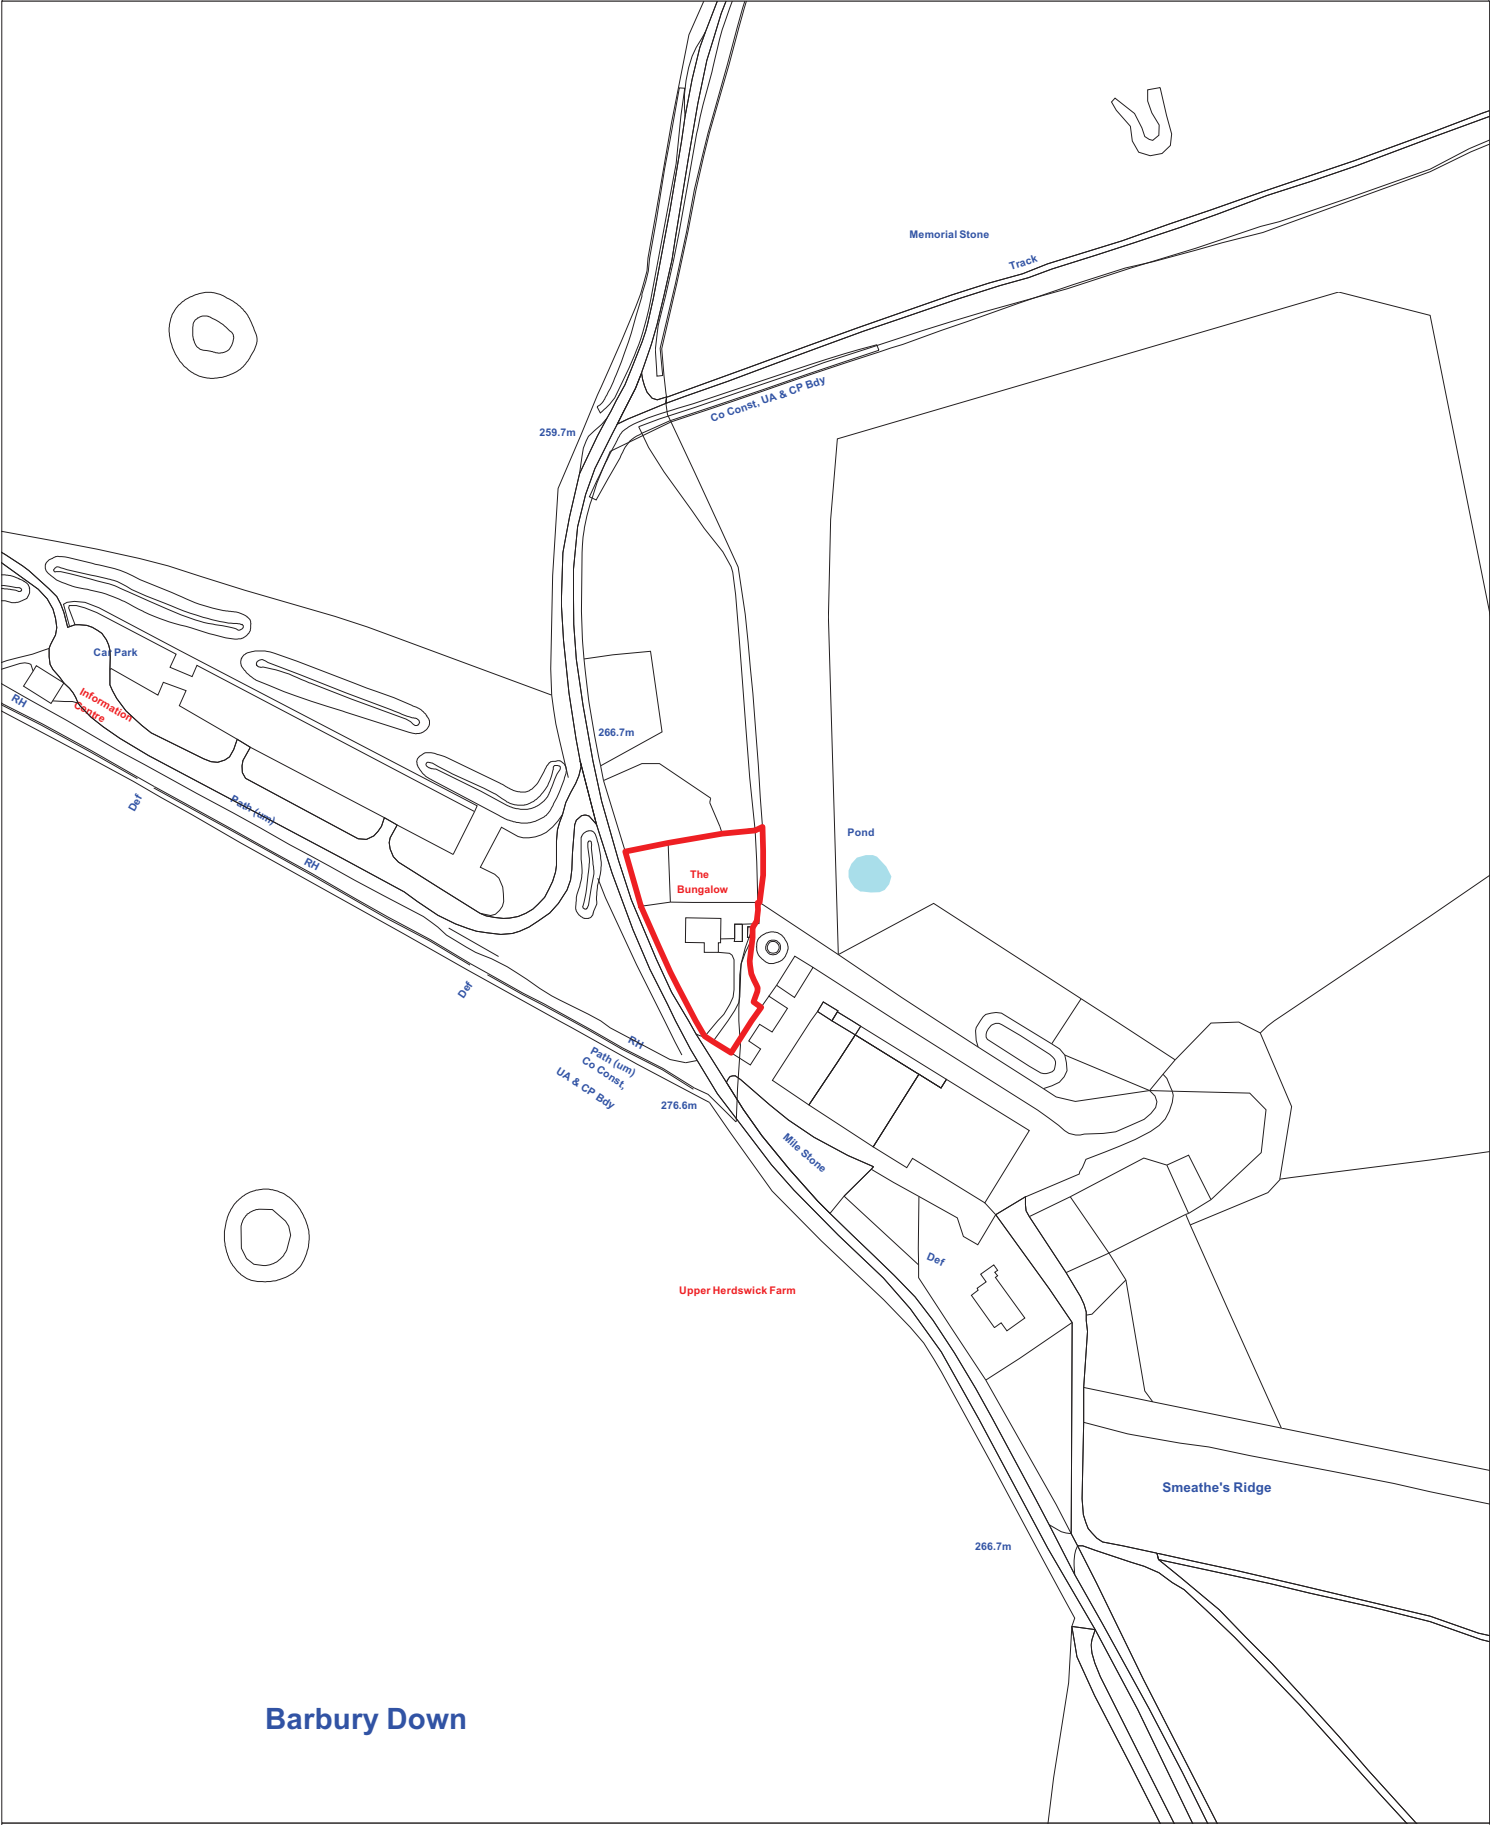 Memorial Stone
Track
Co Const, UA & CP Bdy
259.7m
Car Park
Information
Centre
RH
266.7m
Def
Path (um)
Pond
RH
The
Bungalow
Def
RH
Path (um)
Co Const,
UA & CP Bdy
276.6m
Mile Stone
Def
Upper Herdswick Farm
Smeathe's Ridge
266.7m
Barbury Down